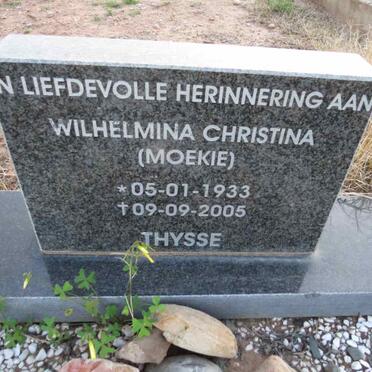 N LIEFDEVOLLE HERINNERING AAN
WILHELMINA CHRISTINA
(MOEKIE)
*05-01-1933
✝09-09-2005
THYSSE